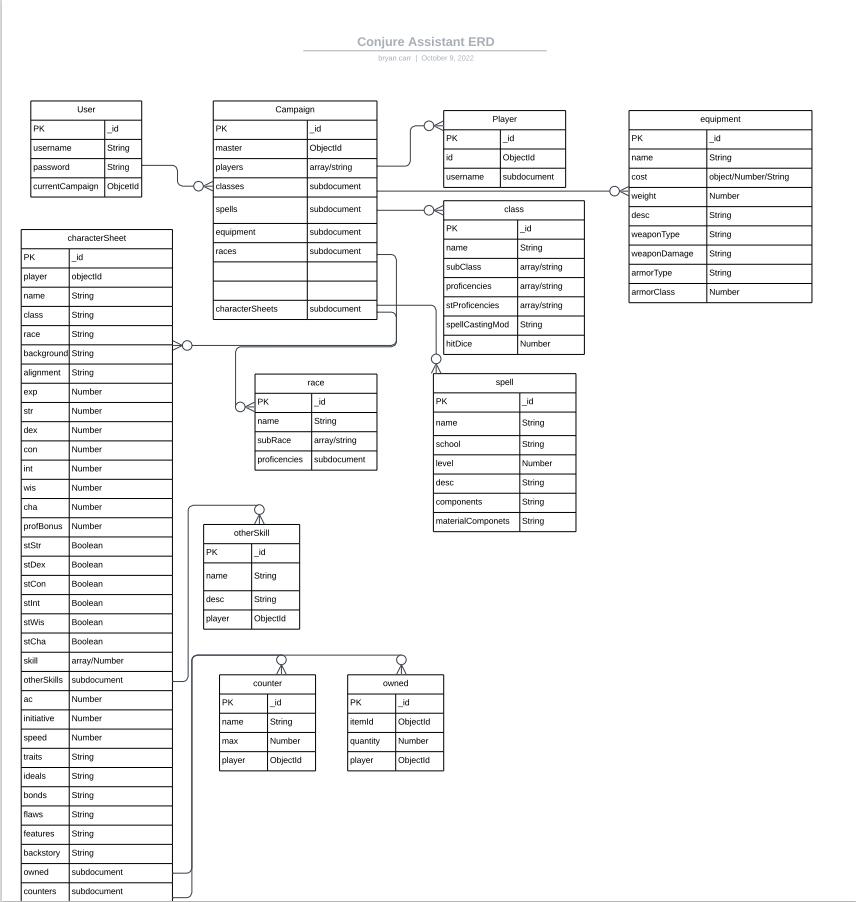 Conjure Assistant ERD
bryan carr | October 9, 2022
User
PK _id
username String
password String
currentCampaign ObjcetId
Campaign
PK _id
master ObjectId
players array/string
classes subdocument
spells subdocument
equipment subdocument
races subdocument
characterSheets subdocument
Player
PK _id
id ObjectId
username subdocument
equipment
PK _id
name String
cost object/Number/String
weight Number
desc String
weaponType String
weaponDamage String
armorType String
armorClass Number
class
PK _id
name String
subClass array/string
proficencies array/string
stProficencies array/string
spellCastingMod String
hitDice Number
characterSheet
PK _id
player objectId
name String
class String
race String
background String
alignment String
exp Number
str Number
dex Number
con Number
int Number
wis Number
cha Number
profBonus Number
stStr Boolean
stDex Boolean
stCon Boolean
stInt Boolean
stWis Boolean
stCha Boolean
skill array/Number
otherSkills subdocument
ac Number
initiative Number
speed Number
traits String
ideals String
bonds String
flaws String
features String
backstory String
owned subdocument
counters subdocument
race
PK _id
name String
subRace array/string
proficencies subdocument
spell
PK _id
name String
school String
level Number
desc String
components String
materialComponets String
otherSkill
PK _id
name String
desc String
player ObjectId
counter
PK _id
name String
max Number
player ObjectId
owned
PK _id
itemId ObjectId
quantity Number
player ObjectId